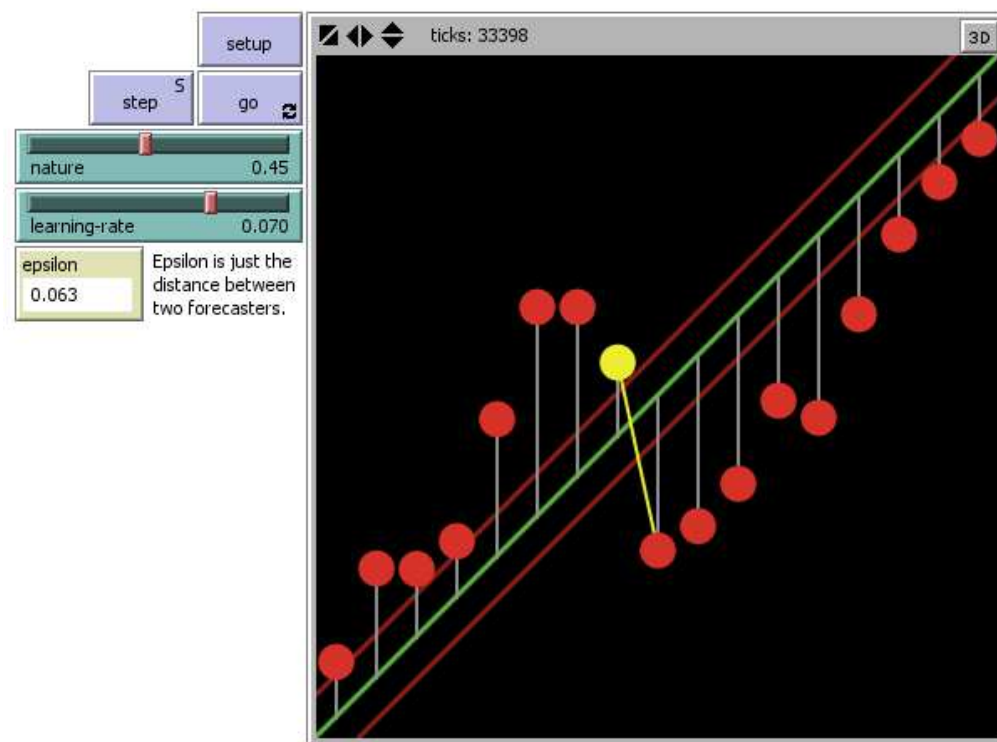 setup
ticks: 33398
3D
S
step
go
nature 0.45
learning-rate 0.070
epsilon
0.063
Epsilon is just the
distance between
two forecasters.